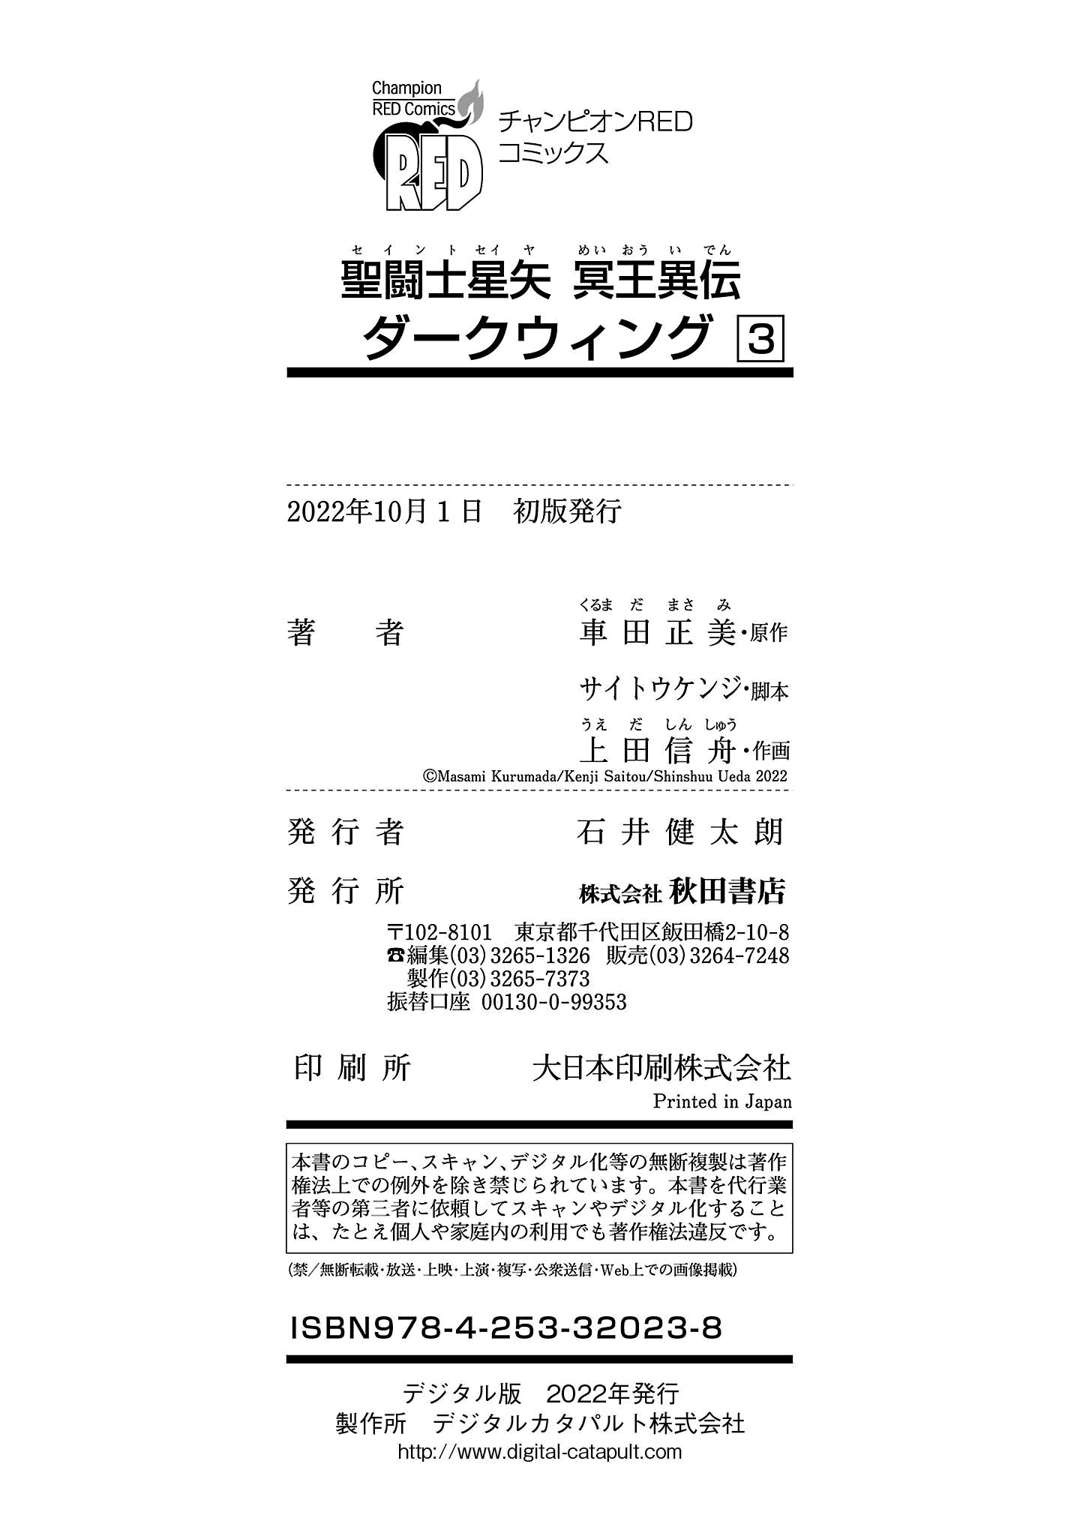 Champion
RED Comics
RED
チャンピオンRED
コミックス
セイントセイヤ めいおういでん
聖闘士星矢 冥王異伝
ダークウィング 3
2022年10月1日 初版発行
くるま だ まさ み
著者 車田正美・原作
サイトウケンジ・脚本
うえ だ しん しゅう
上田信舟・作画
©Masami Kurumada/Kenji Saitou/Shinshuu Ueda 2022
発行者 石井健太朗
発行所 株式会社 秋田書店
〒102-8101 東京都千代田区飯田橋2-10-8
☎編集(03)3265-1326 販売(03)3264-7248
製作(03)3265-7373
振替口座 00130-0-99353
印刷所 大日本印刷株式会社
Printed in Japan
本書のコピー、スキャン、デジタル化等の無断複製は著作
権法上での例外を除き禁じられています。本書を代行業
者等の第三者に依頼してスキャンやデジタル化すること
は、たとえ個人や家庭内の利用でも著作権法違反です。
(禁/無断転載・放送・上映・上演・複写・公衆送信・Web上での画像掲載)
ISBN978-4-253-32023-8
デジタル版 2022年発行
製作所 デジタルカタパルト株式会社
http://www.digital-catapult.com